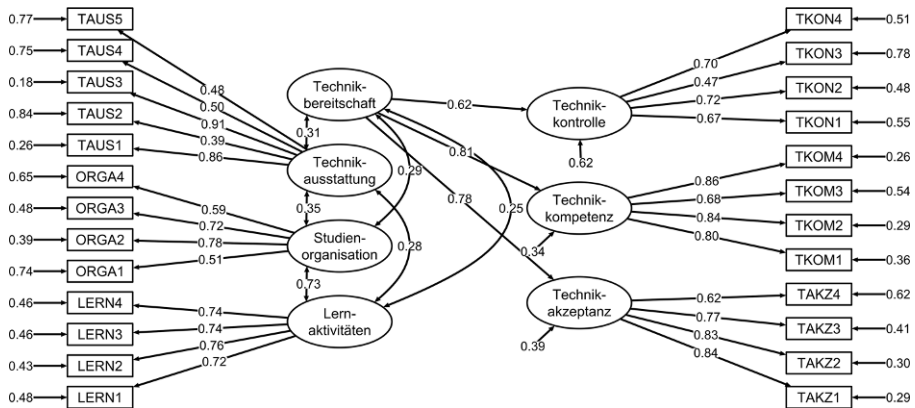 0.77 TAUS5
0.75 TAUS4
0.18 TAUS3
0.84 TAUS2
0.26 TAUS1
0.65 ORGA4
0.48 ORGA3
0.39 ORGA2
0.74 ORGA1
0.46 LERN4
0.46 LERN3
0.43 LERN2
0.48 LERN1
0.48
0.50
0.91
0.39
0.86
0.59
0.72
0.78
0.51
0.74
0.74
0.76
0.72
Technik-
bereitschaft
0.31
Technik-
ausstattung
0.35
Studien-
organisation
0.73
Lern-
aktivitäten
0.29
0.28
0.25
0.62
0.81
0.78
Technik-
kontrolle
0.62
Technik-
kompetenz
0.34
Technik-
akzeptanz
0.39
0.70
0.47
0.72
0.67
0.86
0.68
0.84
0.80
0.62
0.77
0.83
0.84
TKON4 0.51
TKON3 0.78
TKON2 0.48
TKON1 0.55
TKOM4 0.26
TKOM3 0.54
TKOM2 0.29
TKOM1 0.36
TAKZ4 0.62
TAKZ3 0.41
TAKZ2 0.30
TAKZ1 0.29